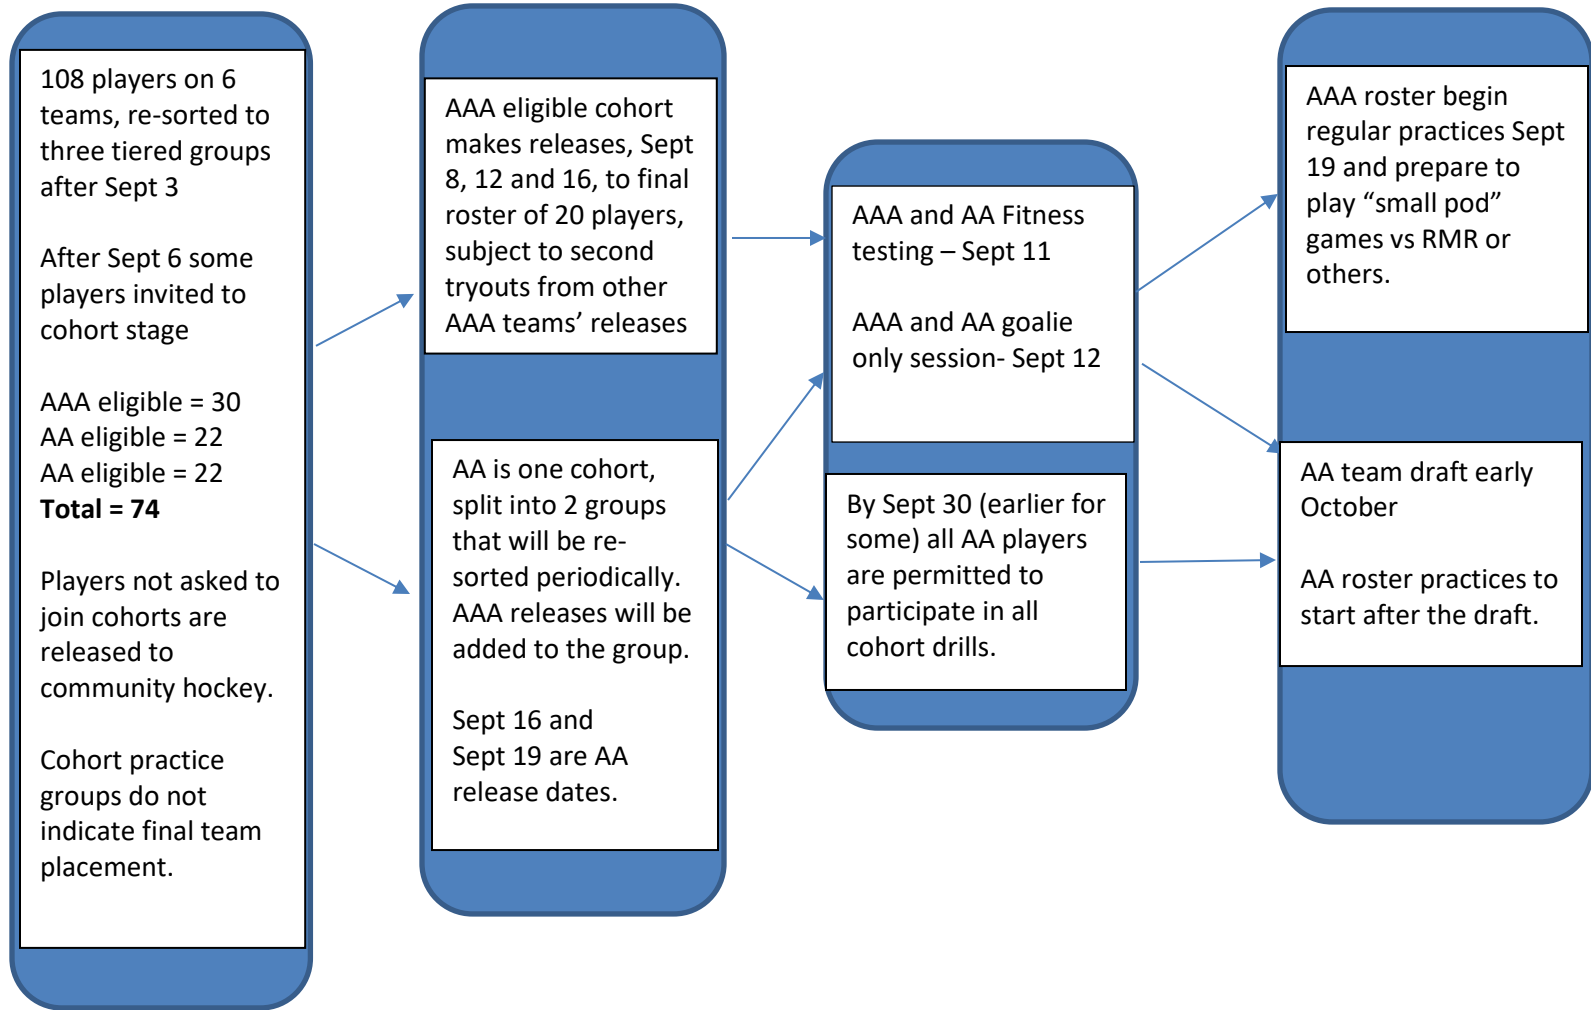 108 players on 6
teams, re-sorted to
three tiered groups
after Sept 3
After Sept 6 some
players invited to
cohort stage
AAA eligible = 30
AA eligible = 22
AA eligible = 22
Total = 74
Players not asked to
join cohorts are
released to
community hockey.
Cohort practice
groups do not
indicate final team
placement.
AAA eligible cohort
makes releases, Sept
8, 12 and 16, to final
roster of 20 players,
subject to second
tryouts from other
AAA teams’ releases
AA is one cohort,
split into 2 groups
that will be re-
sorted periodically.
AAA releases will be
added to the group.
Sept 16 and
Sept 19 are AA
release dates.
AAA and AA Fitness
testing – Sept 11
AAA and AA goalie
only session- Sept 12
By Sept 30 (earlier for
some) all AA players
are permitted to
participate in all
cohort drills.
AAA roster begin
regular practices Sept
19 and prepare to
play “small pod”
games vs RMR or
others.
AA team draft early
October
AA roster practices to
start after the draft.